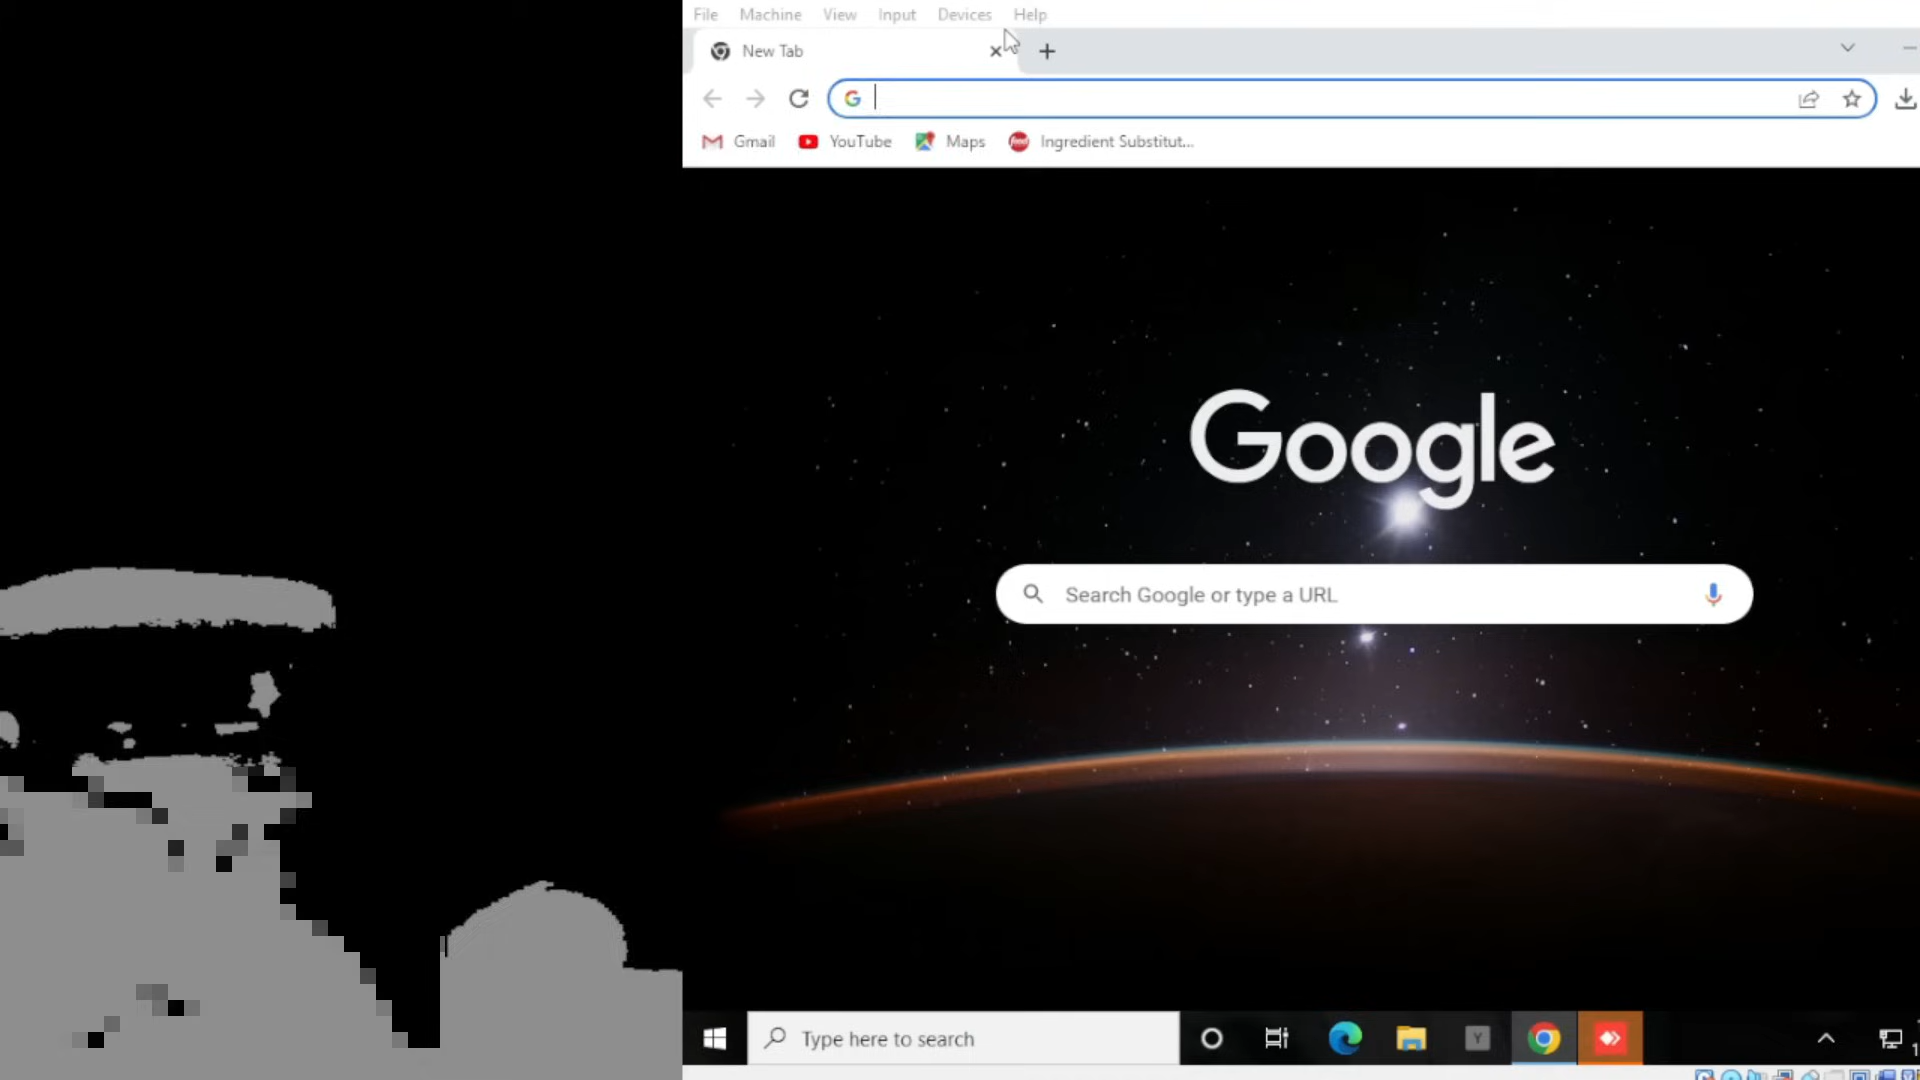 File Machine View Input Devices Help
New Tab
Gmail YouTube Maps Ingredient Substitut...
Google
Search Google or type a URL
Type here to search